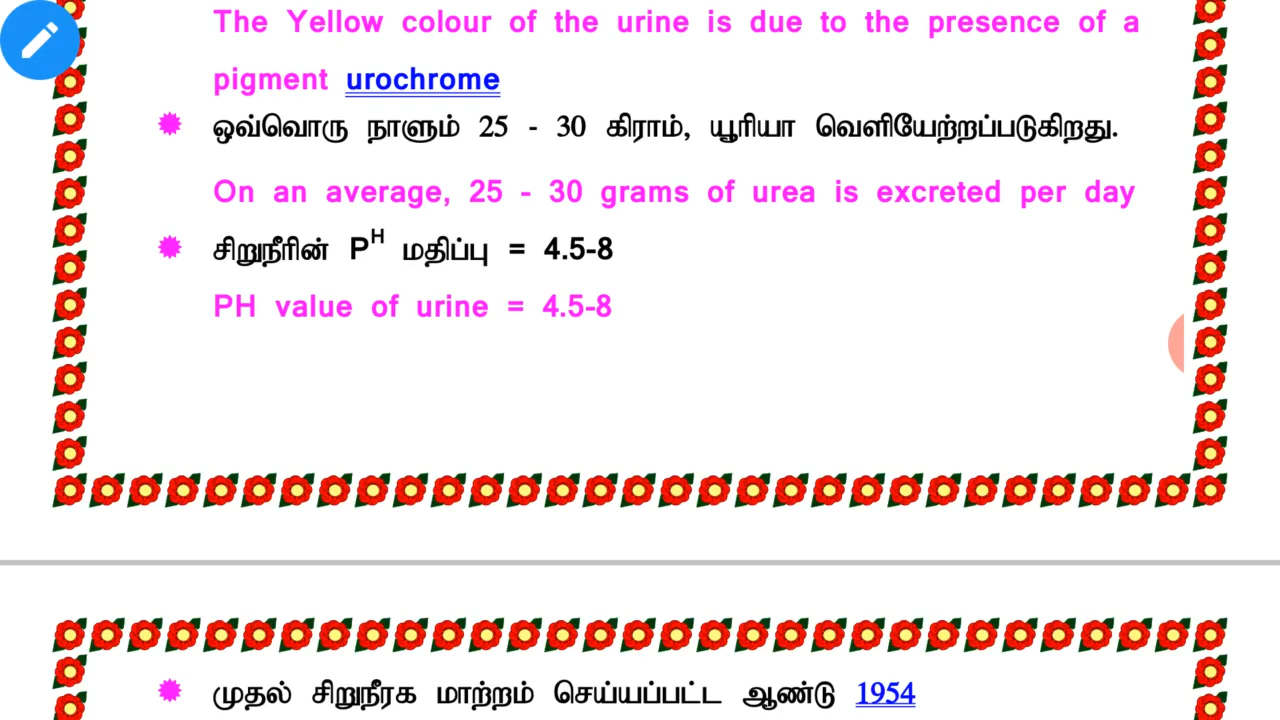 The Yellow colour of the urine is due to the presence of a
pigment urochrome
ஒவ்வொரு நாளும் 25 - 30 கிராம், யூரியா வெளியேற்றப்படுகிறது.
On an average, 25 - 30 grams of urea is excreted per day
சிறுநீரின் P^H மதிப்பு = 4.5-8
PH value of urine = 4.5-8
முதல் சிறுநீரக மாற்றம் செய்யப்பட்ட ஆண்டு 1954